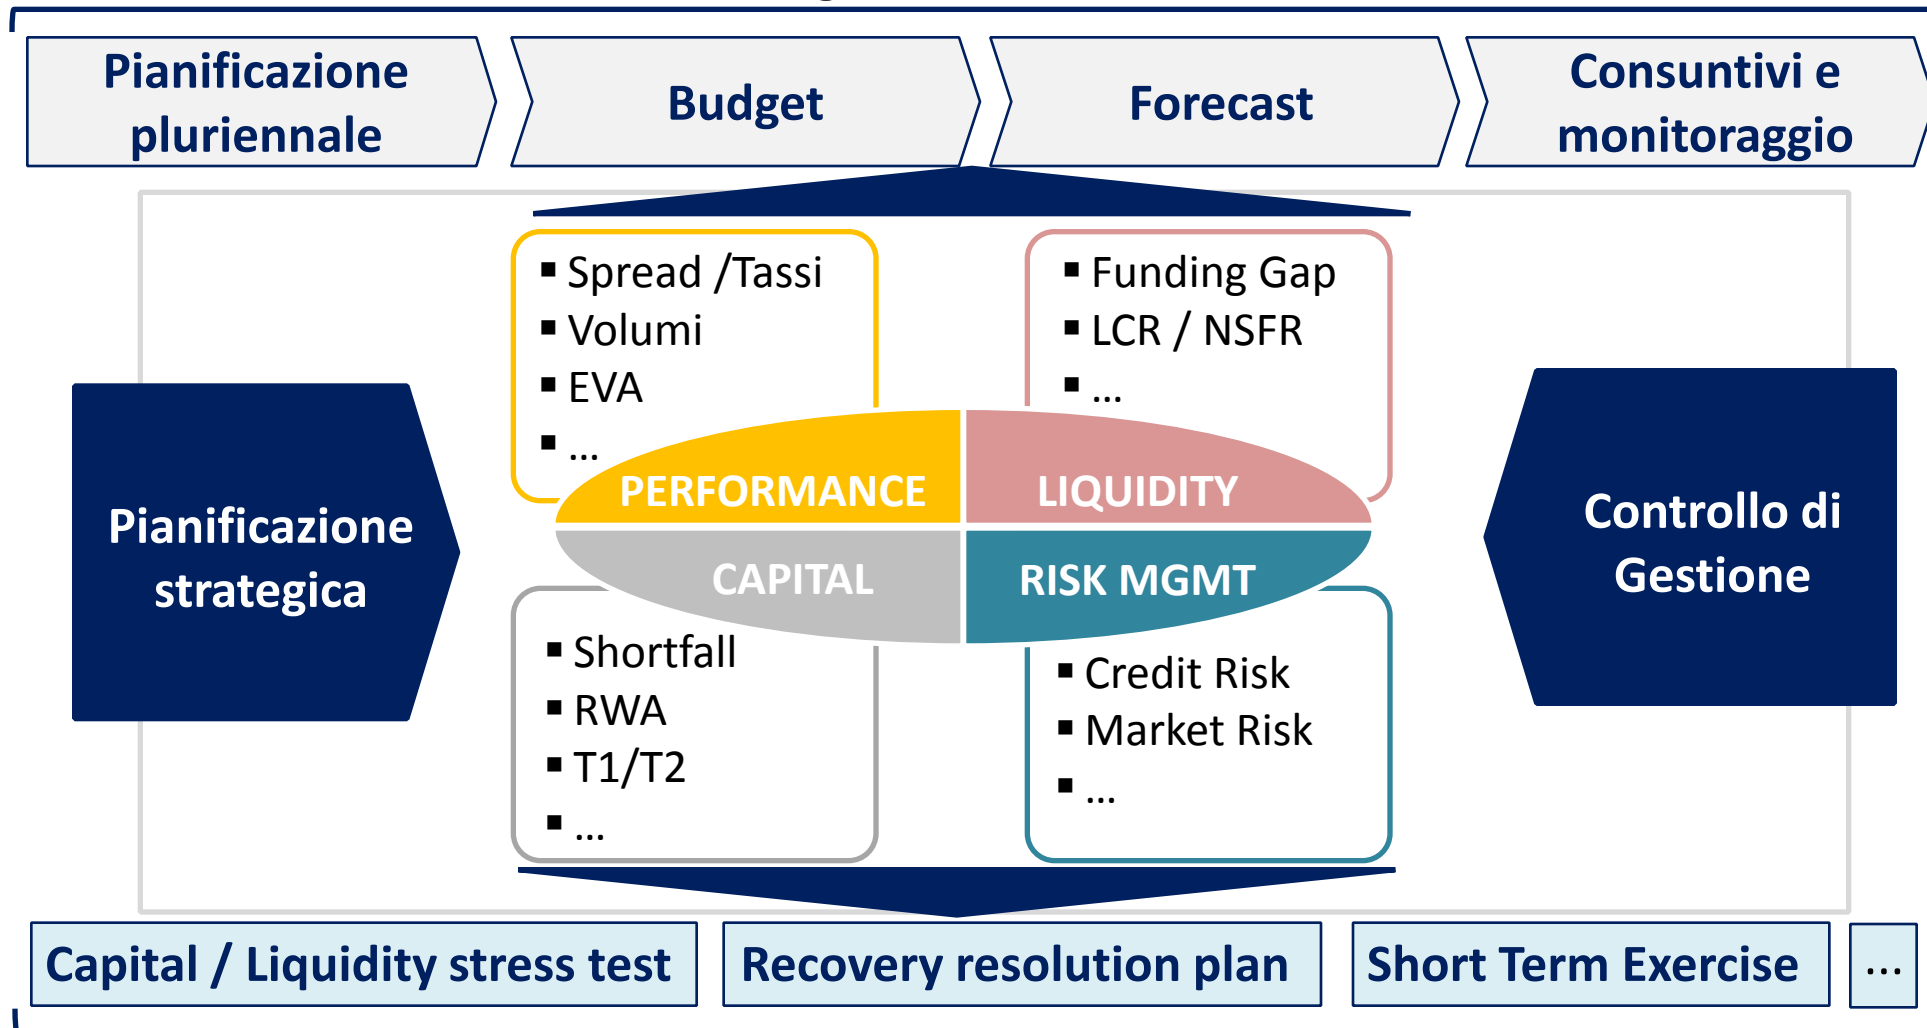 Pianificazione
pluriennale
Budget
Forecast
Consuntivi e
monitoraggio
▪ Spread /Tassi
▪ Volumi
▪ EVA
▪ ...
▪ Funding Gap
▪ LCR / NSFR
▪ ...
Pianificazione
strategica
PERFORMANCE
LIQUIDITY
CAPITAL
RISK MGMT
Controllo di
Gestione
▪ Shortfall
▪ RWA
▪ T1/T2
▪ ...
▪ Credit Risk
▪ Market Risk
▪ ...
Capital / Liquidity stress test
Recovery resolution plan
Short Term Exercise
...